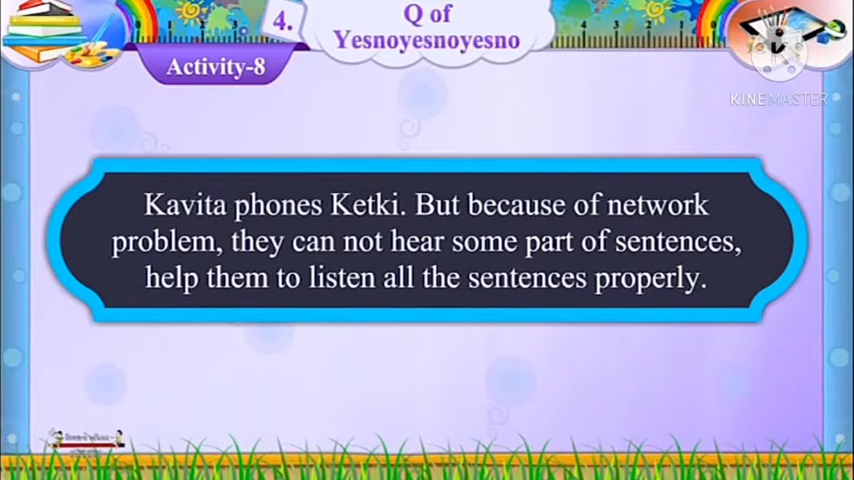 4.
Q of
Yesnoyesnoyesno
Activity-8
KINEMASTER
Kavita phones Ketki. But because of network
problem, they can not hear some part of sentences,
help them to listen all the sentences properly.